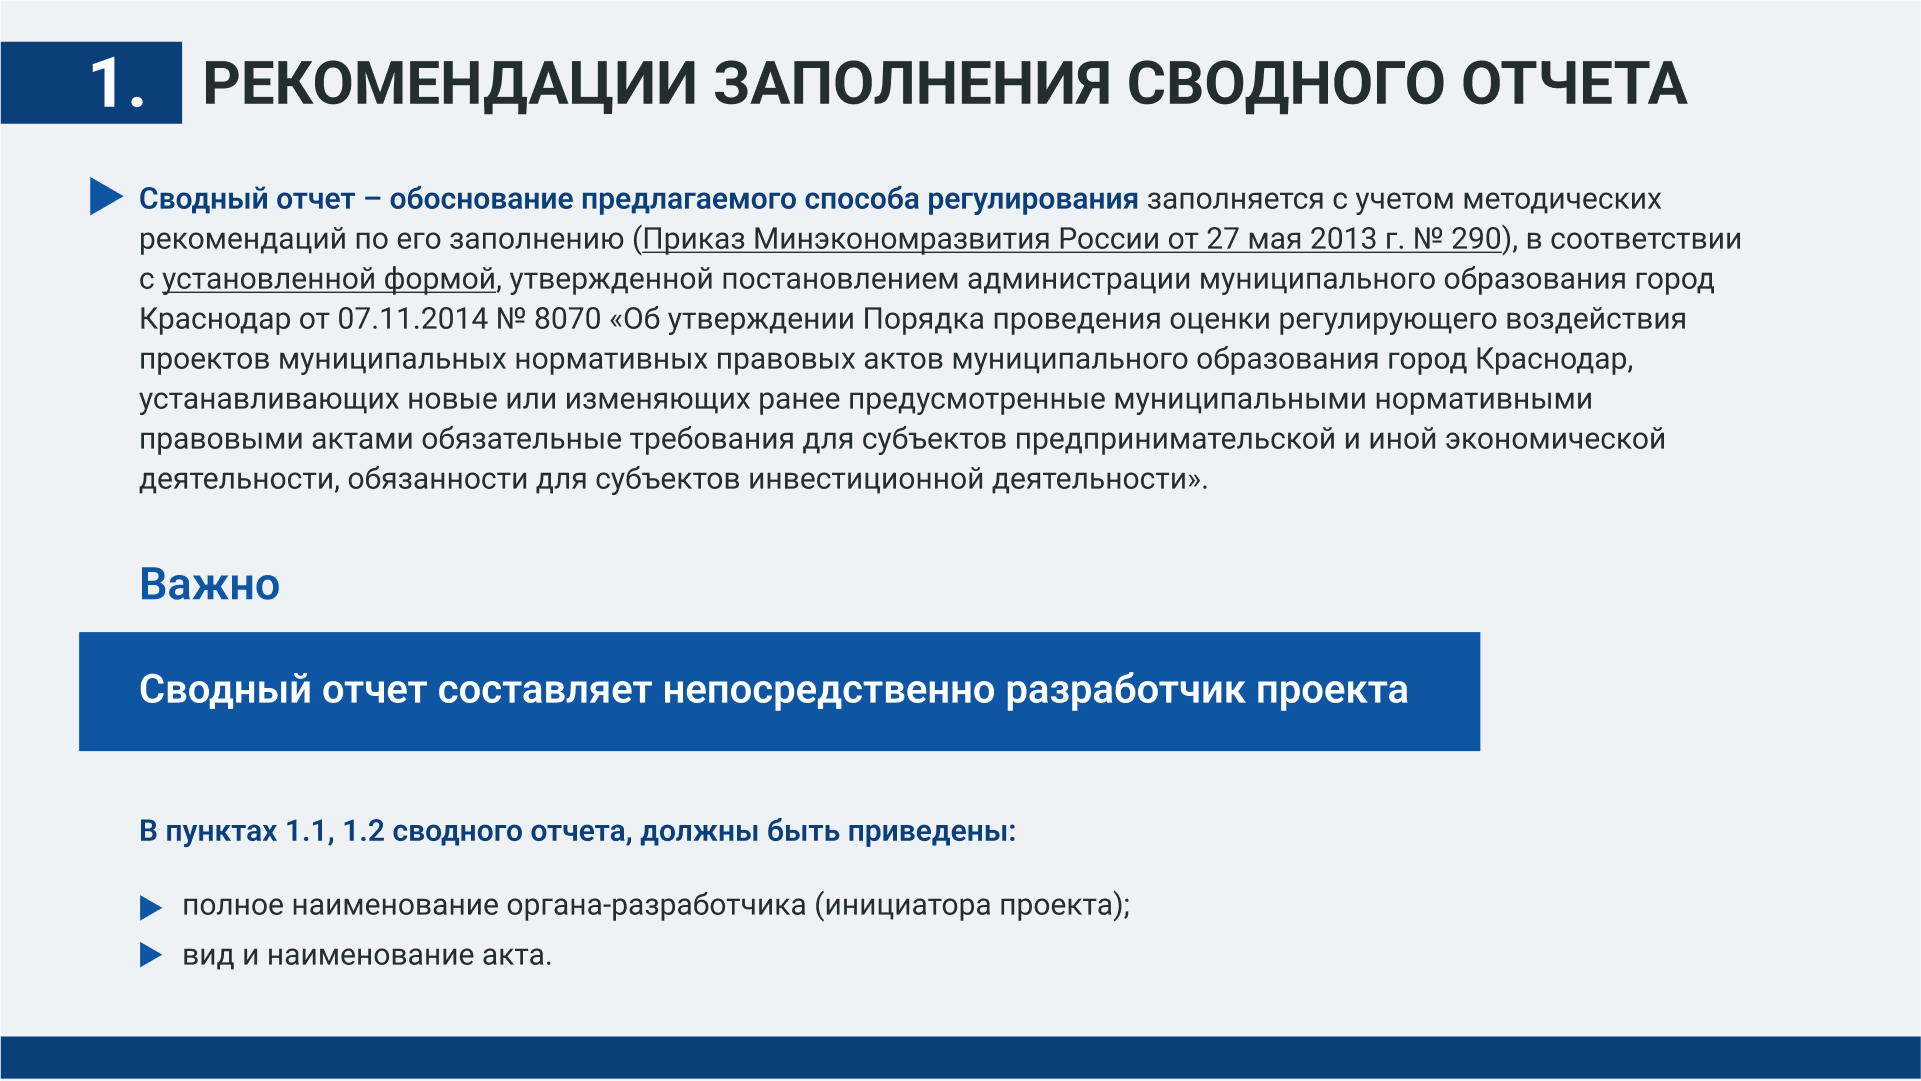 1. РЕКОМЕНДАЦИИ ЗАПОЛНЕНИЯ СВОДНОГО ОТЧЕТА
Сводный отчет – обоснование предлагаемого способа регулирования заполняется с учетом методических
рекомендаций по его заполнению (Приказ Минэкономразвития России от 27 мая 2013 г. № 290), в соответствии
с установленной формой, утвержденной постановлением администрации муниципального образования город
Краснодар от 07.11.2014 № 8070 «Об утверждении Порядка проведения оценки регулирующего воздействия
проектов муниципальных нормативных правовых актов муниципального образования город Краснодар,
устанавливающих новые или изменяющих ранее предусмотренные муниципальными нормативными
правовыми актами обязательные требования для субъектов предпринимательской и иной экономической
деятельности, обязанности для субъектов инвестиционной деятельности».
Важно
Сводный отчет составляет непосредственно разработчик проекта
В пунктах 1.1, 1.2 сводного отчета, должны быть приведены:
полное наименование органа-разработчика (инициатора проекта);
вид и наименование акта.